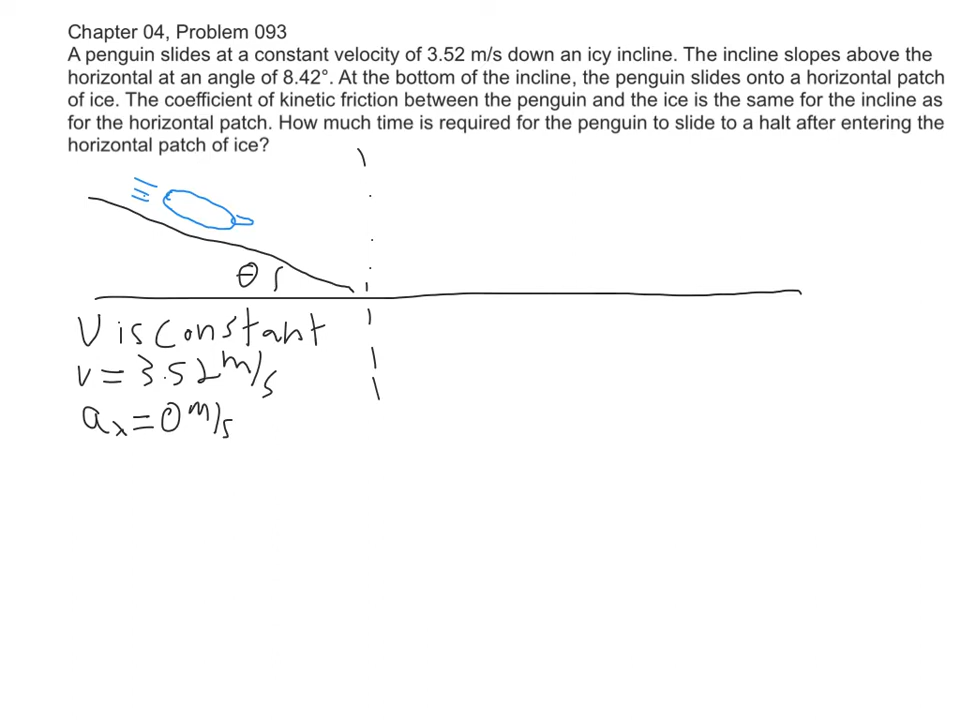 Chapter 04, Problem 093
A penguin slides at a constant velocity of 3.52 m/s down an icy incline. The incline slopes above the
horizontal at an angle of 8.42°. At the bottom of the incline, the penguin slides onto a horizontal patch
of ice. The coefficient of kinetic friction between the penguin and the ice is the same for the incline as
for the horizontal patch. How much time is required for the penguin to slide to a halt after entering the
horizontal patch of ice?
θ
V is constant
v = 3.52 m/s
aₓ = 0 m/s